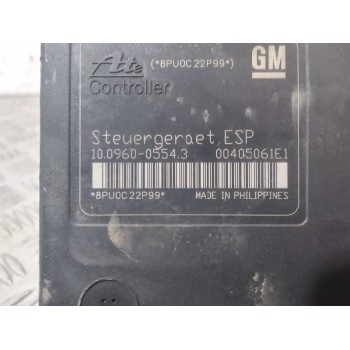 Ate (*8PU0C22P99*) GM
Controller
Steuergeraet ESP
10.0960-0554.3 00405061E1
*8PU0C22P99* MADE IN PHILIPPINES